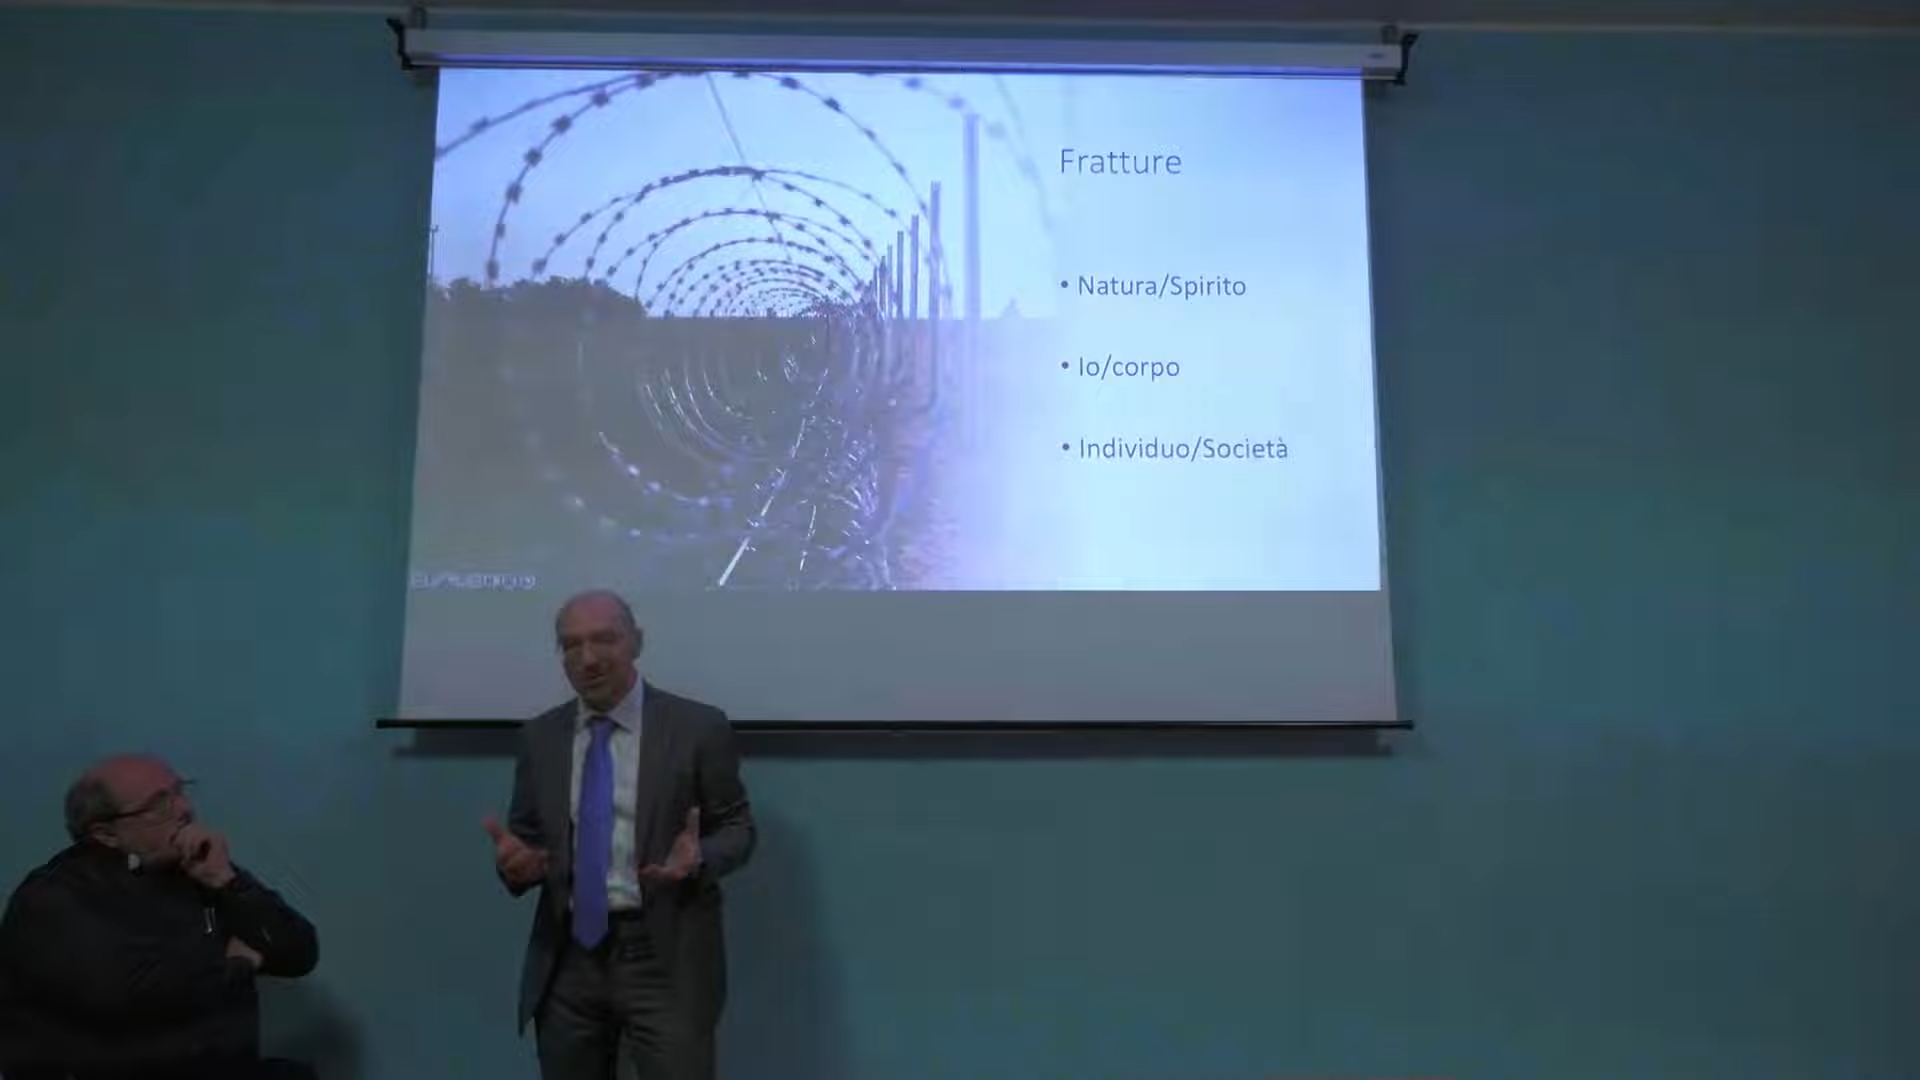 Fratture
• Natura/Spirito
• Io/corpo
• Individuo/Società